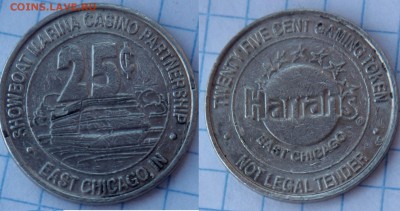 COINS.LAVE.RU
SHOWBOAT MARINA CASINO PARTNERSHIP
25¢
EAST CHICAGO, IN
TWENTY FIVE CENT GAMING TOKEN
Harrah's
EAST CHICAGO
NOT LEGAL TENDER